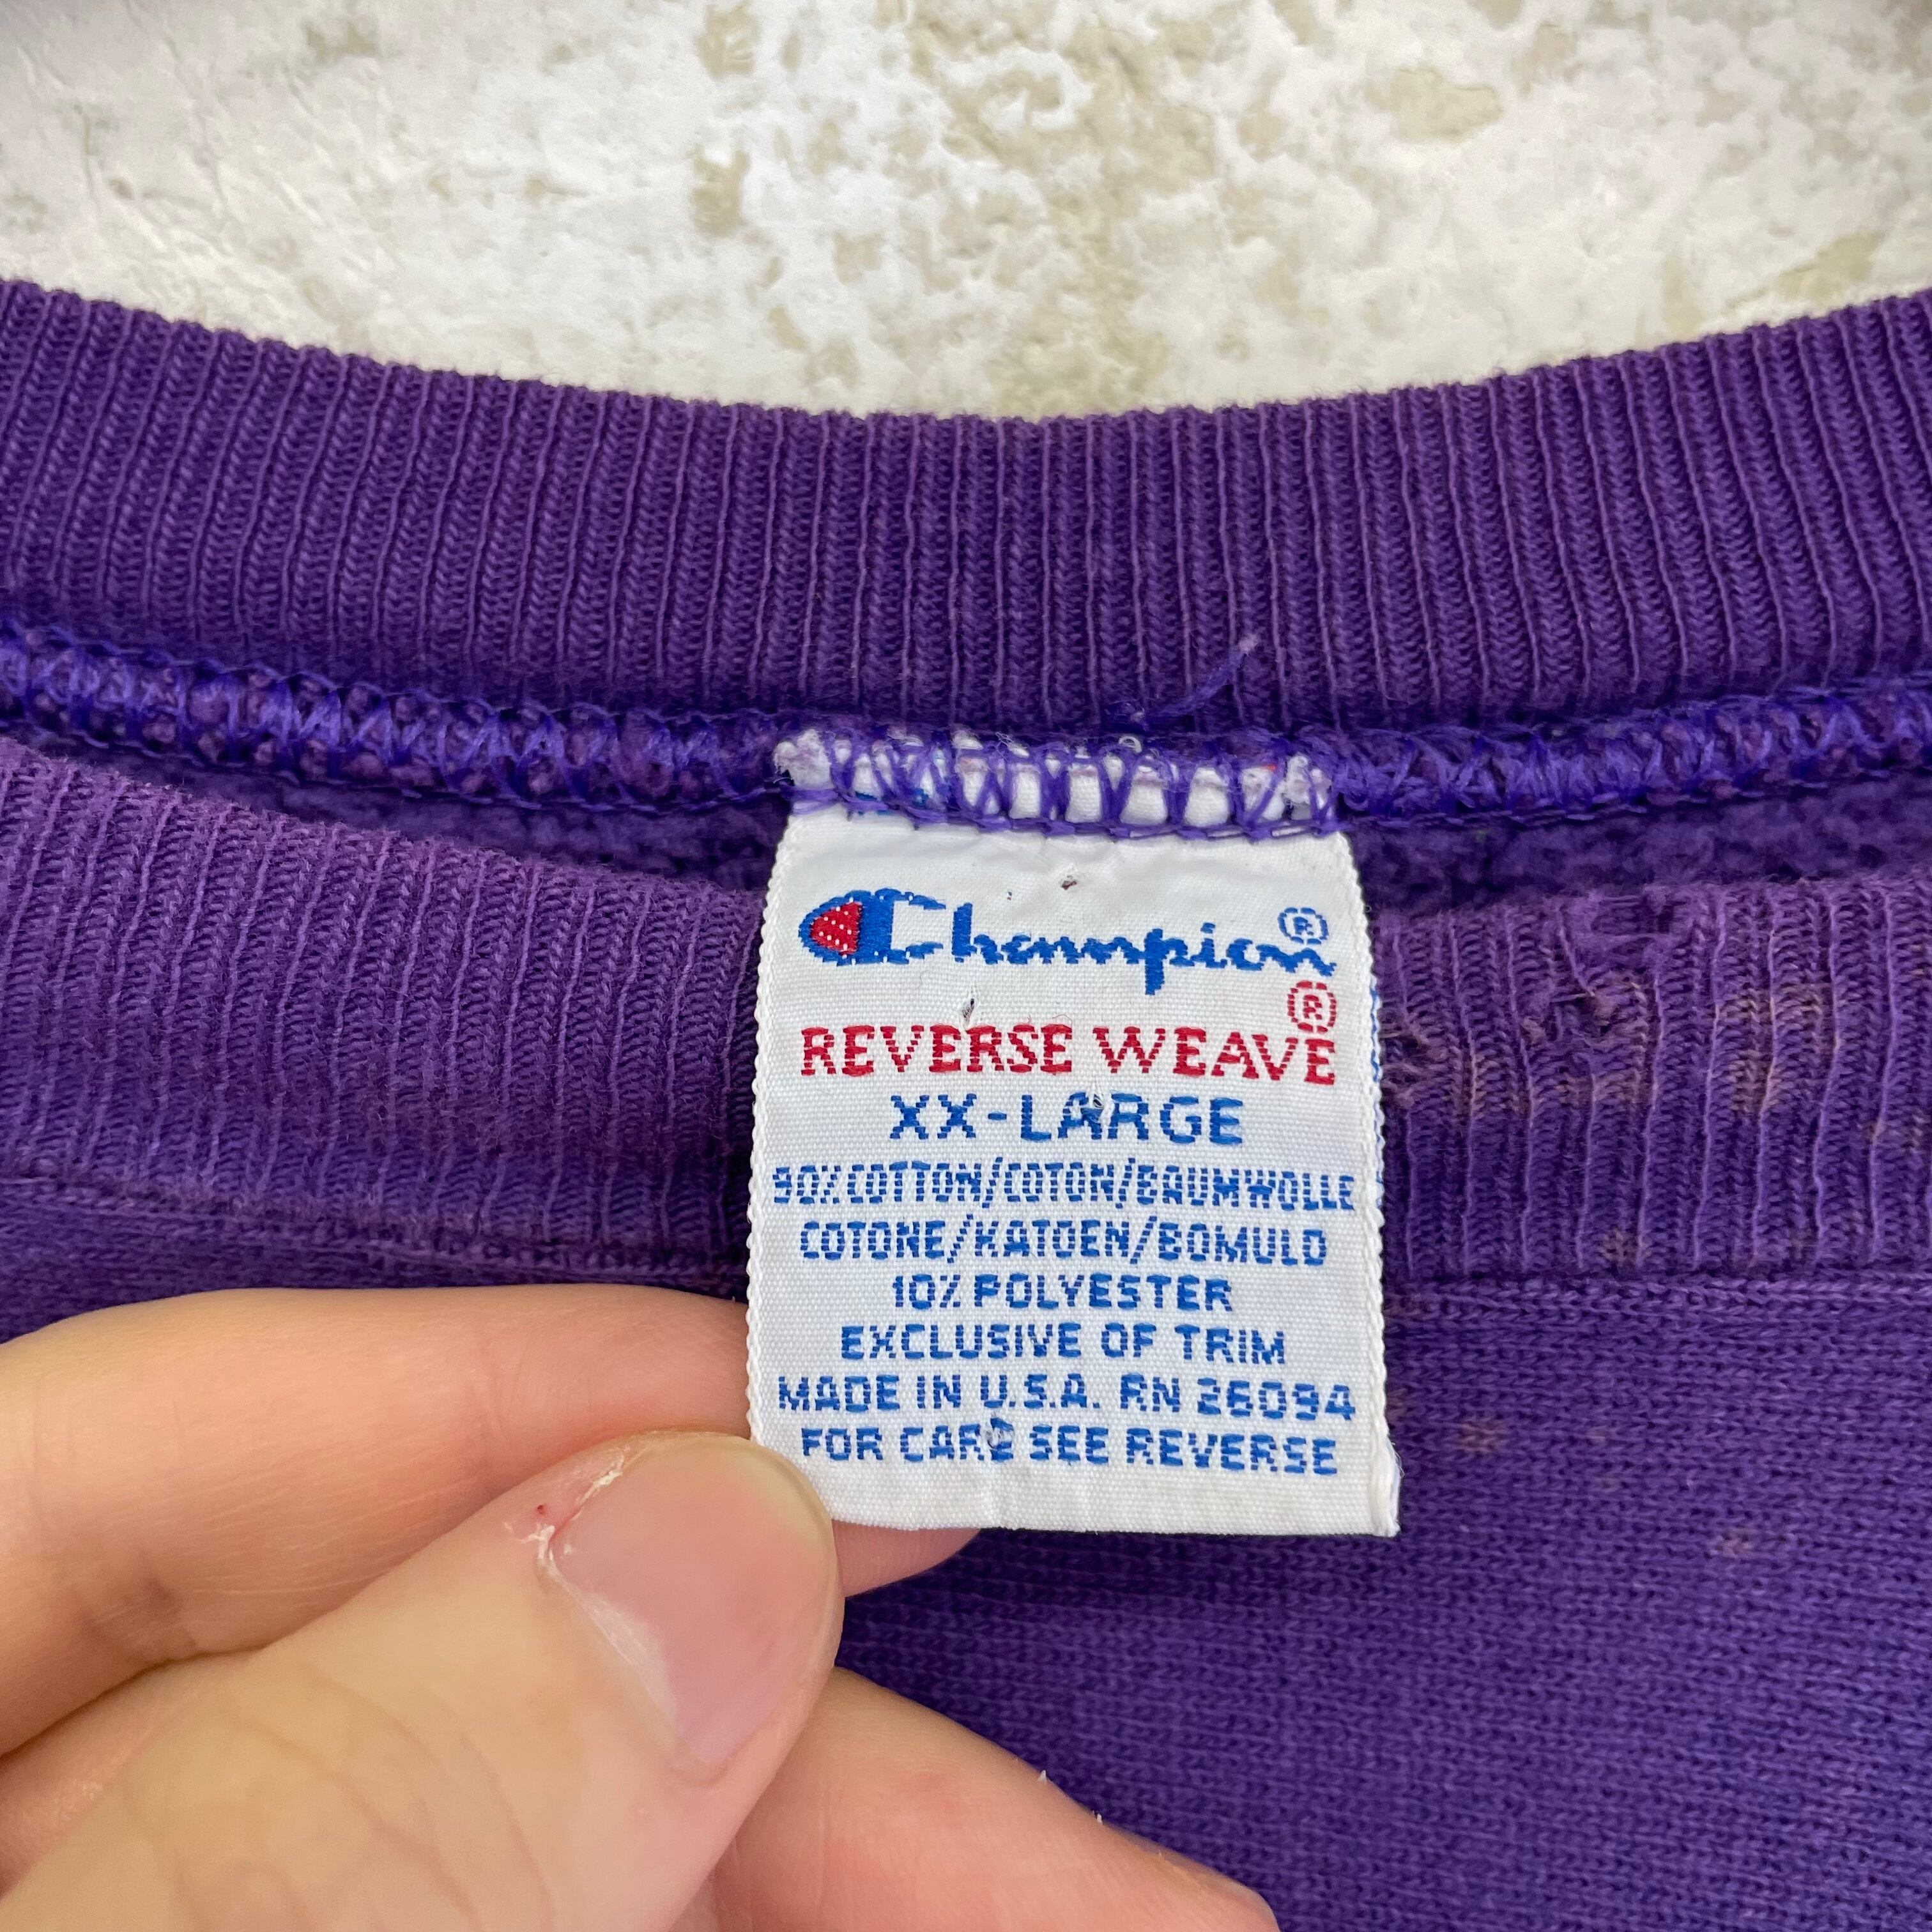 Champion®
REVERSE WEAVE®
XX-LARGE
90% COTTON/COTON/BAUMWOLLE
COTONE/KATOEN/BOMULD
10% POLYESTER
EXCLUSIVE OF TRIM
MADE IN U.S.A. RN 26094
FOR CARE SEE REVERSE